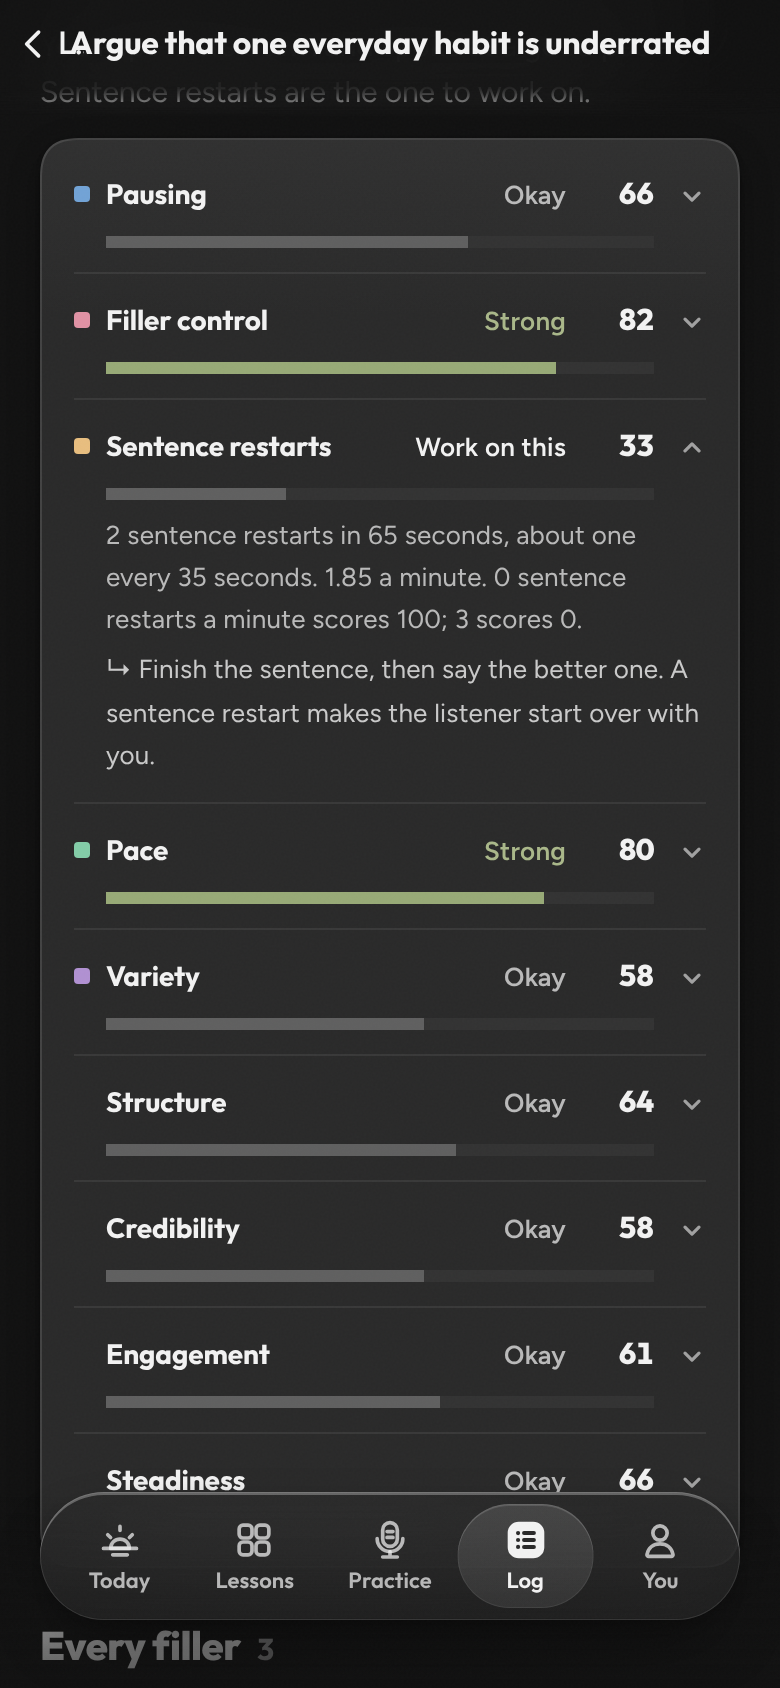 Argue that one everyday habit is underrated
Sentence restarts are the one to work on.
Pausing Okay 66
Filler control Strong 82
Sentence restarts Work on this 33
2 sentence restarts in 65 seconds, about one
every 35 seconds. 1.85 a minute. 0 sentence
restarts a minute scores 100; 3 scores 0.
↳ Finish the sentence, then say the better one. A
sentence restart makes the listener start over with
you.
Pace Strong 80
Variety Okay 58
Structure Okay 64
Credibility Okay 58
Engagement Okay 61
Steadiness Okay 66
Today Lessons Practice Log You
Every filler 3